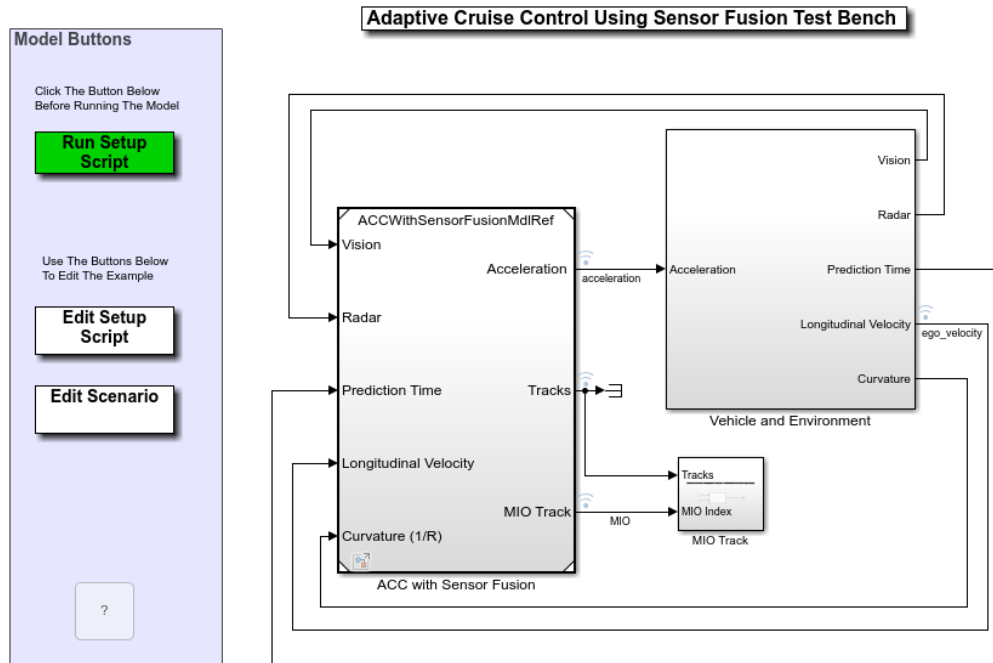 Adaptive Cruise Control Using Sensor Fusion Test Bench
Model Buttons
Click The Button Below
Before Running The Model
Run Setup
Script
Use The Buttons Below
To Edit The Example
Edit Setup
Script
Edit Scenario
?
ACCWithSensorFusionMdlRef
Vision
Radar
Prediction Time
Longitudinal Velocity
Curvature (1/R)
Acceleration
Tracks
MIO Track
ACC with Sensor Fusion
acceleration
MIO
Acceleration
Vision
Radar
Prediction Time
Longitudinal Velocity
Curvature
Vehicle and Environment
ego_velocity
Tracks
MIO Index
MIO Track